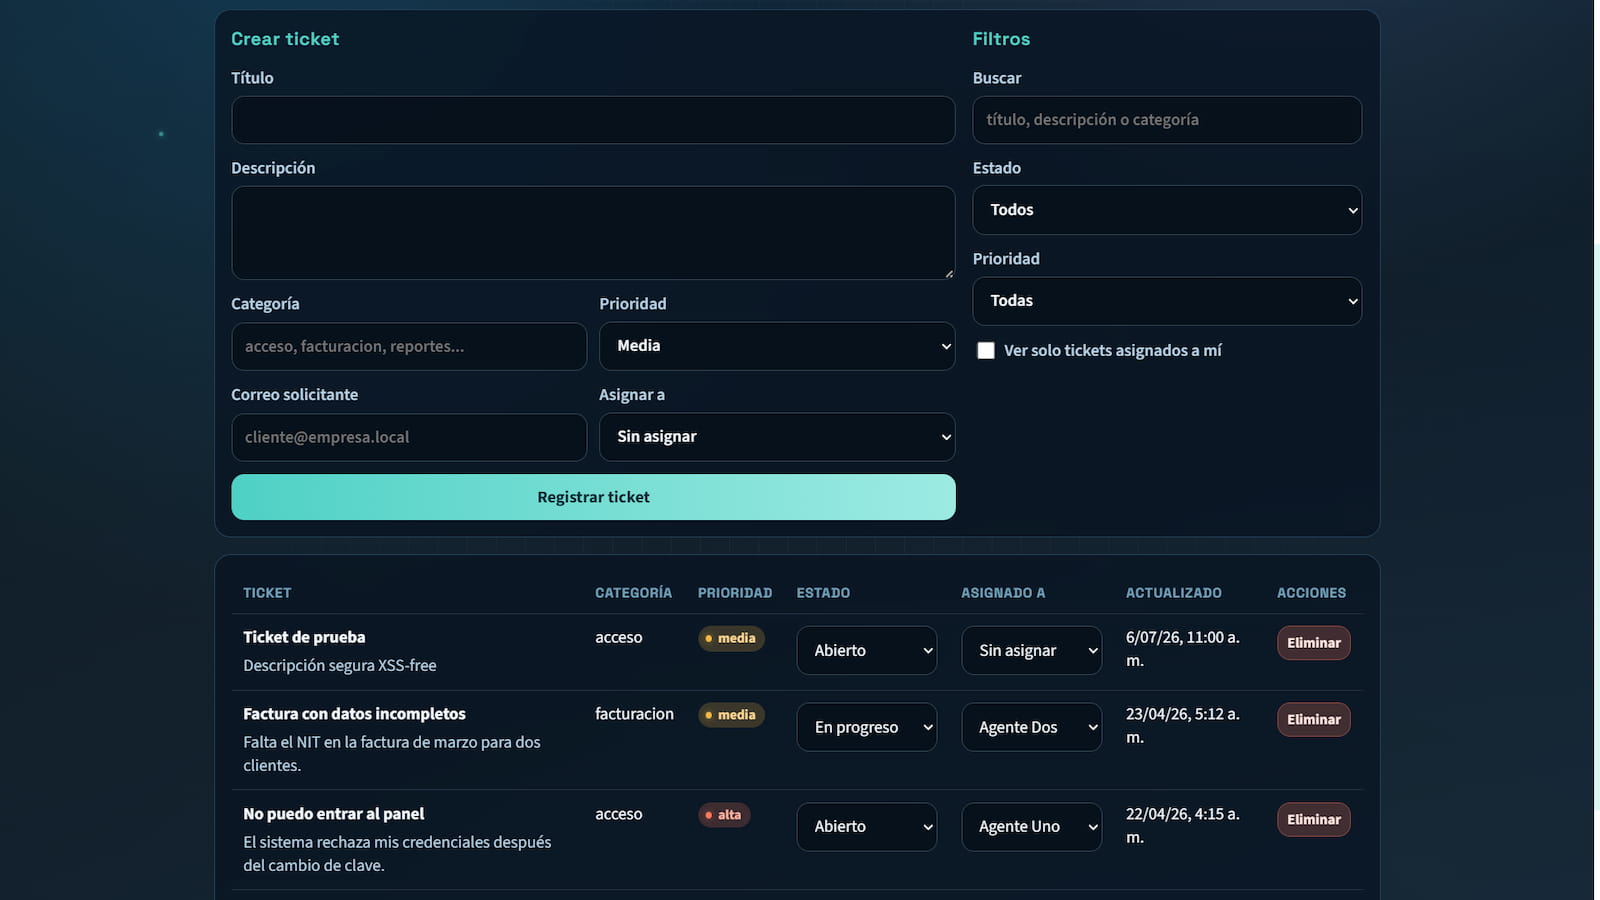 Crear ticket
Título
Descripción
Categoría
Prioridad
acceso, facturacion, reportes...
Media
Correo solicitante
Asignar a
cliente@empresa.local
Sin asignar
Registrar ticket
Filtros
Buscar
título, descripción o categoría
Estado
Todos
Prioridad
Todas
Ver solo tickets asignados a mí
TICKET CATEGORÍA PRIORIDAD ESTADO ASIGNADO A ACTUALIZADO ACCIONES
Ticket de prueba
Descripción segura XSS-free
acceso
media
Abierto
Sin asignar
6/07/26, 11:00 a.
m.
Eliminar
Factura con datos incompletos
Falta el NIT en la factura de marzo para dos
clientes.
facturacion
media
En progreso
Agente Dos
23/04/26, 5:12 a.
m.
Eliminar
No puedo entrar al panel
El sistema rechaza mis credenciales después
del cambio de clave.
acceso
alta
Abierto
Agente Uno
22/04/26, 4:15 a.
m.
Eliminar